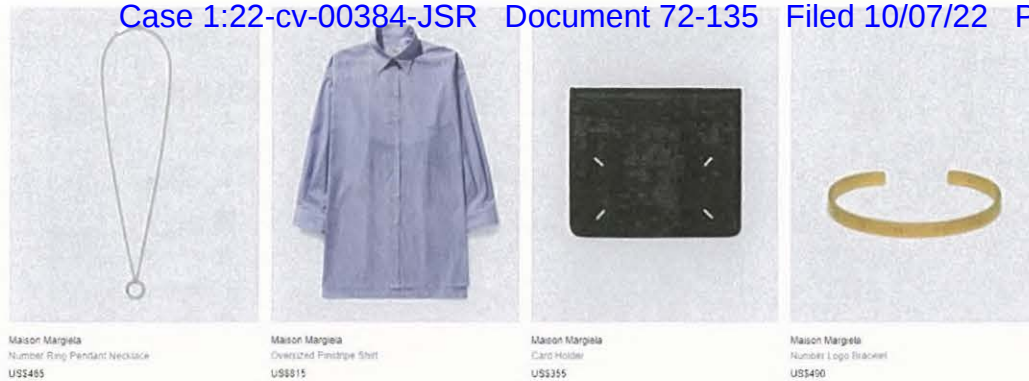 Case 1:22-cv-00384-JSR Document 72-135 Filed 10/07/22
Maison Margiela
Number Ring Pendant Necklace
US$465
Maison Margiela
Oversized Pinstripe Shirt
US$815
Maison Margiela
Card Holder
US$355
Maison Margiela
Number Logo Bracelet
US$490